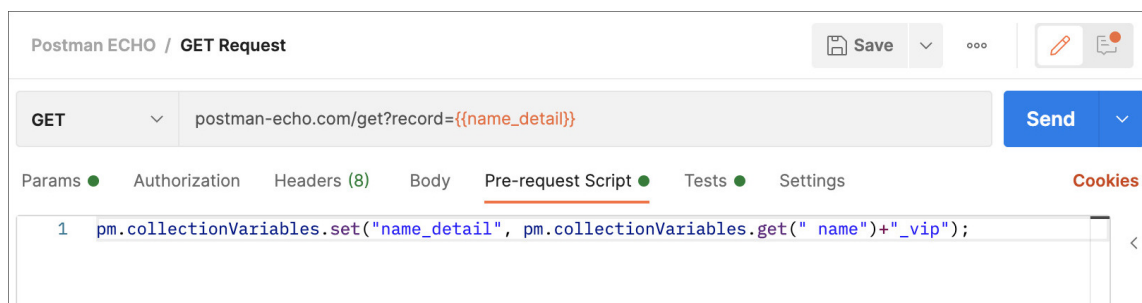 Postman ECHO / GET Request Save ooo
GET postman-echo.com/get?record={{name_detail}} Send
Params Authorization Headers (8) Body Pre-request Script Tests Settings Cookies
1 pm.collectionVariables.set("name_detail", pm.collectionVariables.get(" name")+"_vip");